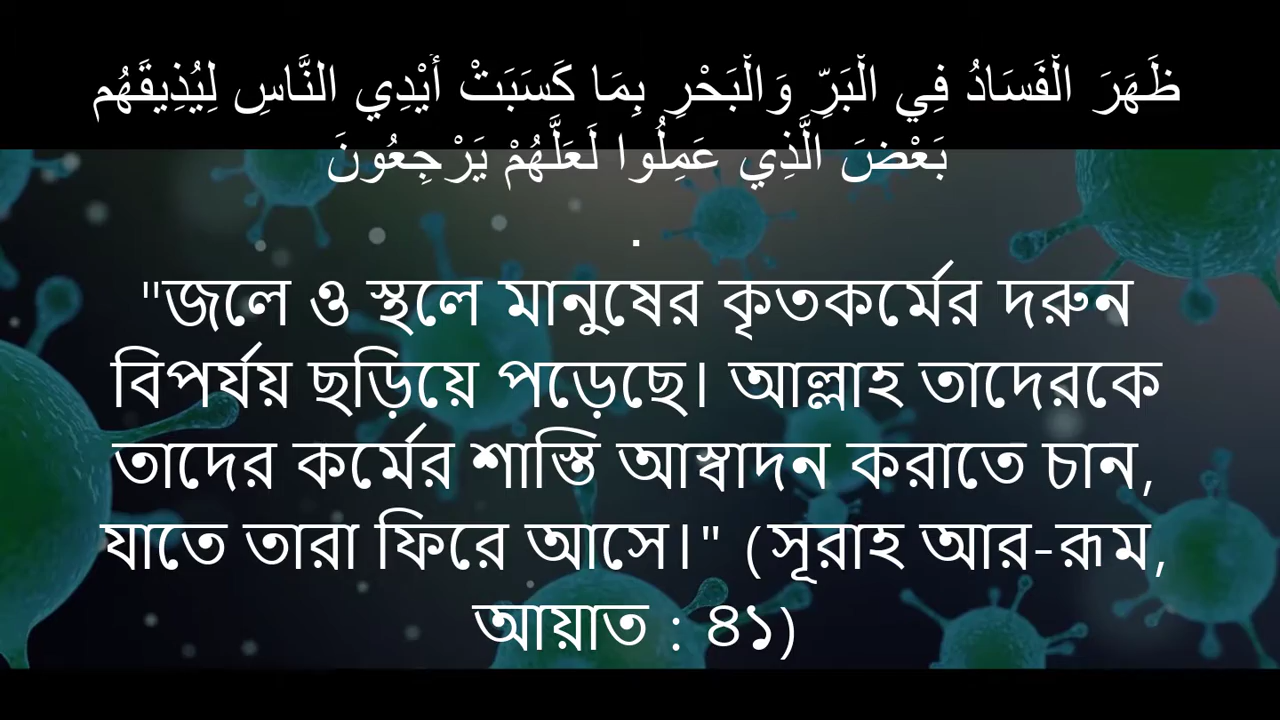 ظَهَرَ الْفَسَادُ فِي الْبَرِّ وَالْبَحْرِ بِمَا كَسَبَتْ أَيْدِي النَّاسِ لِيُذِيقَهُم
بَعْضَ الَّذِي عَمِلُوا لَعَلَّهُمْ يَرْجِعُونَ
.
"জলে ও স্থলে মানুষের কৃতকর্মের দরুন
বিপর্যয় ছড়িয়ে পড়েছে। আল্লাহ তাদেরকে
তাদের কর্মের শাস্তি আস্বাদন করাতে চান,
যাতে তারা ফিরে আসে।" (সূরাহ আর-রূম,
আয়াত : ৪১)